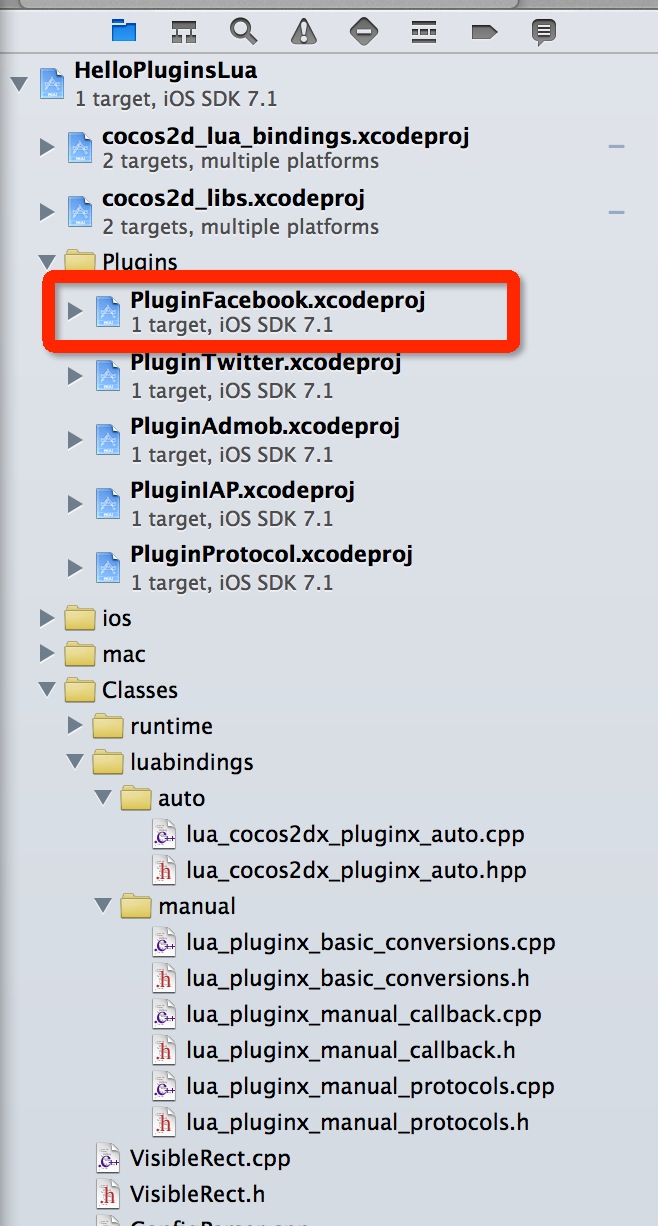 HelloPluginsLua
1 target, iOS SDK 7.1
cocos2d_lua_bindings.xcodeproj
2 targets, multiple platforms
cocos2d_libs.xcodeproj
2 targets, multiple platforms
Plugins
PluginFacebook.xcodeproj
1 target, iOS SDK 7.1
PluginTwitter.xcodeproj
1 target, iOS SDK 7.1
PluginAdmob.xcodeproj
1 target, iOS SDK 7.1
PluginIAP.xcodeproj
1 target, iOS SDK 7.1
PluginProtocol.xcodeproj
1 target, iOS SDK 7.1
ios
mac
Classes
runtime
luabindings
auto
lua_cocos2dx_pluginx_auto.cpp
lua_cocos2dx_pluginx_auto.hpp
manual
lua_pluginx_basic_conversions.cpp
lua_pluginx_basic_conversions.h
lua_pluginx_manual_callback.cpp
lua_pluginx_manual_callback.h
lua_pluginx_manual_protocols.cpp
lua_pluginx_manual_protocols.h
VisibleRect.cpp
VisibleRect.h